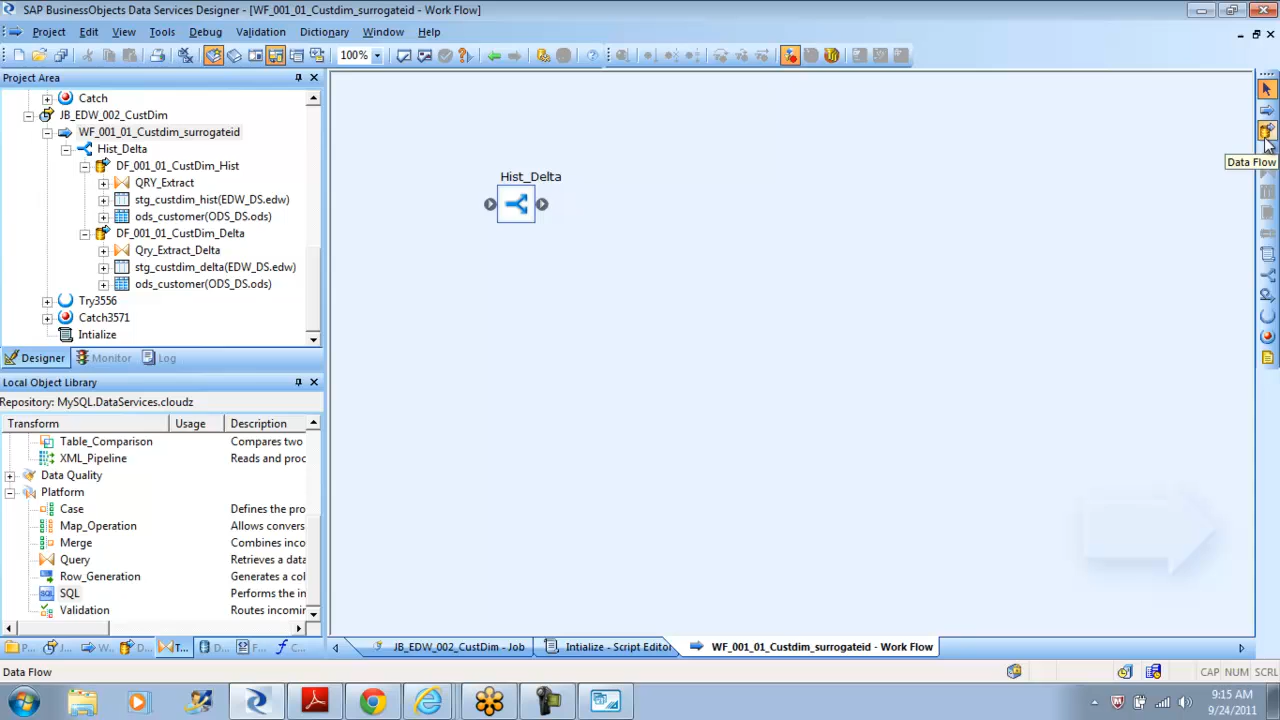 SAP BusinessObjects Data Services Designer - [WF_001_01_Custdim_surrogateid - Work Flow]
Project Edit View Tools Debug Validation Dictionary Window Help
100%
Project Area
Catch
JB_EDW_002_CustDim
WF_001_01_Custdim_surrogateid
Hist_Delta
DF_001_01_CustDim_Hist
QRY_Extract
stg_custdim_hist(EDW_DS.edw)
ods_customer(ODS_DS.ods)
DF_001_01_CustDim_Delta
Qry_Extract_Delta
stg_custdim_delta(EDW_DS.edw)
ods_customer(ODS_DS.ods)
Try3556
Catch3571
Intialize
Designer Monitor Log
Hist_Delta
Data Flow
Local Object Library
Repository: MySQL.DataServices.cloudz
Transform Usage Description
Table_Comparison Compares two
XML_Pipeline Reads and proc
Data Quality
Platform
Case Defines the pro
Map_Operation Allows convers
Merge Combines inco
Query Retrieves a data
Row_Generation Generates a col
SQL Performs the in
SQL
Validation Routes incomin
P... J... W... D... T... D... F... C...
JB_EDW_002_CustDim - Job Intialize - Script Editor WF_001_01_Custdim_surrogateid - Work Flow
Data Flow CAP NUM SCRL
9:15 AM
9/24/2011